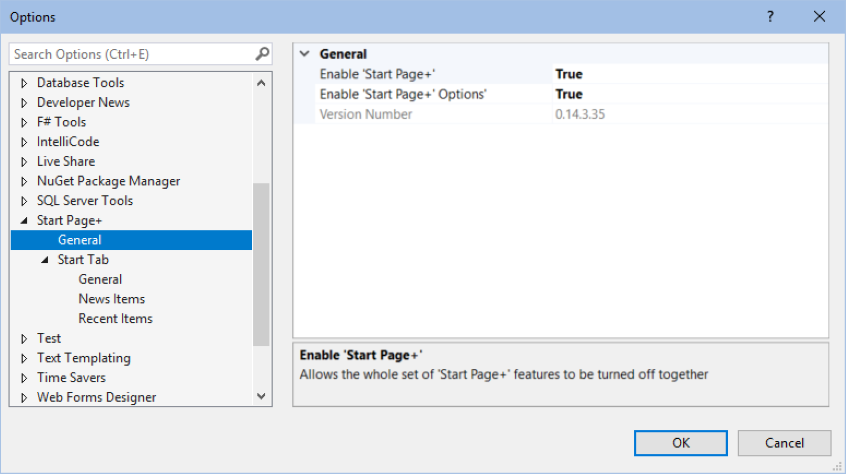 Options
?
Search Options (Ctrl+E)
Database Tools
Developer News
F# Tools
IntelliCode
Live Share
NuGet Package Manager
SQL Server Tools
Start Page+
General
Start Tab
General
News Items
Recent Items
Test
Text Templating
Time Savers
Web Forms Designer
General
Enable 'Start Page+' True
Enable 'Start Page+' Options' True
Version Number 0.14.3.35
Enable 'Start Page+'
Allows the whole set of 'Start Page+' features to be turned off together
OK Cancel